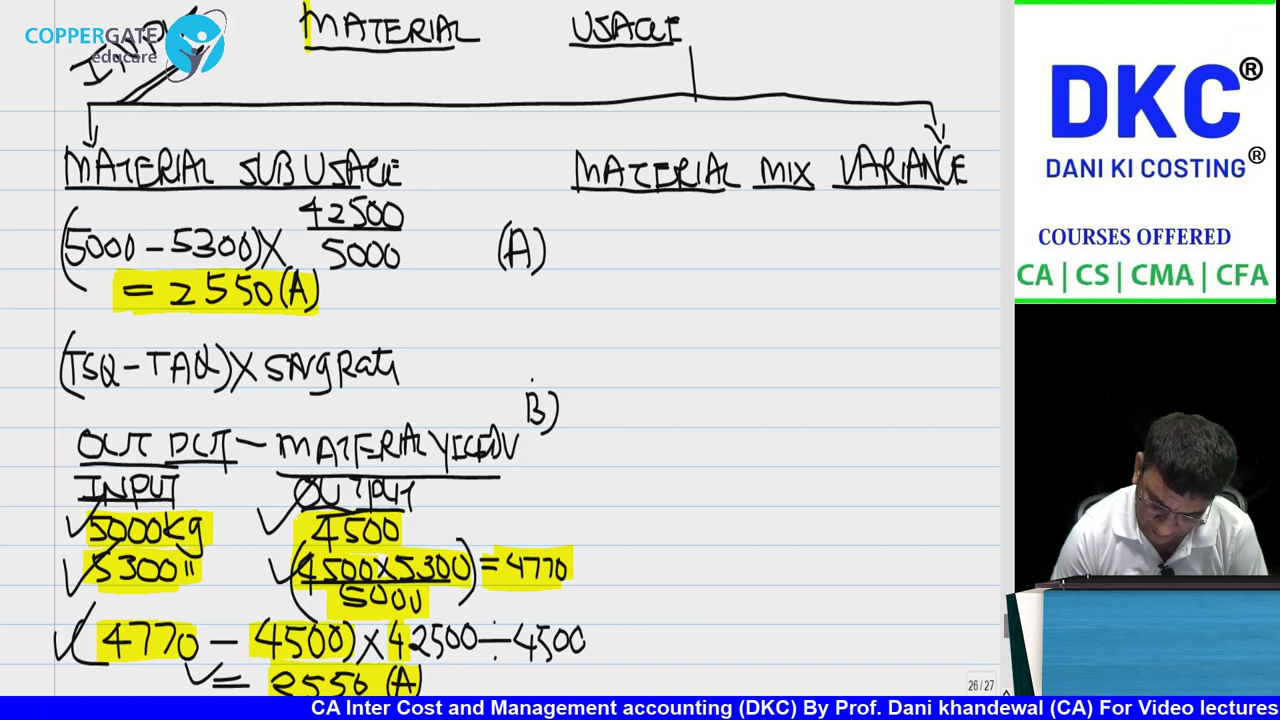 COPPERGATE
educare
INPUT
MATERIAL USAGE
MATERIAL SUB USAGE
MATERIAL MIX VARIANCE
(5000 - 5300) X 42500
5000
(A)
= 2550 (A)
(TSQ - TAQ) X SAvg Rate
B)
OUT PUT - MATERIAL YIELD V
INPUT OUTPUT
5000kg 4500
5300 " (4500 X 5300) = 4770
5000
(4770 - 4500) X 42500 ÷ 4500
= 2550 (A)
26 / 27
DKC®
DANI KI COSTING®
COURSES OFFERED
CA | CS | CMA | CFA
CA Inter Cost and Management accounting (DKC) By Prof. Dani khandewal (CA) For Video lectures